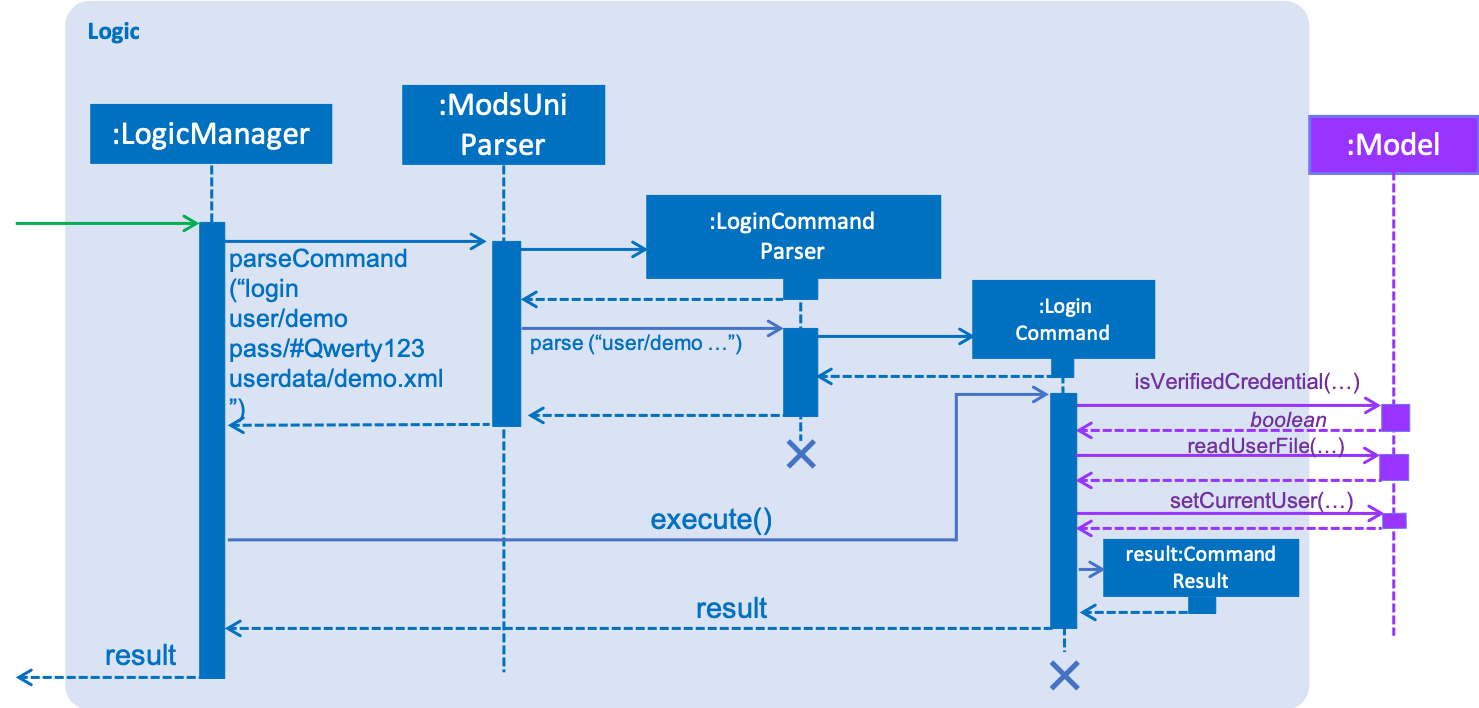 Logic
:LogicManager
:ModsUni
Parser
:LoginCommand
Parser
:Model
parseCommand
(“login
user/demo
pass/#Qwerty123
userdata/demo.xml
”)
parse (“user/demo …”)
:Login
Command
isVerifiedCredential(…)
boolean
readUserFile(…)
setCurrentUser(…)
execute()
result:Command
Result
result
result